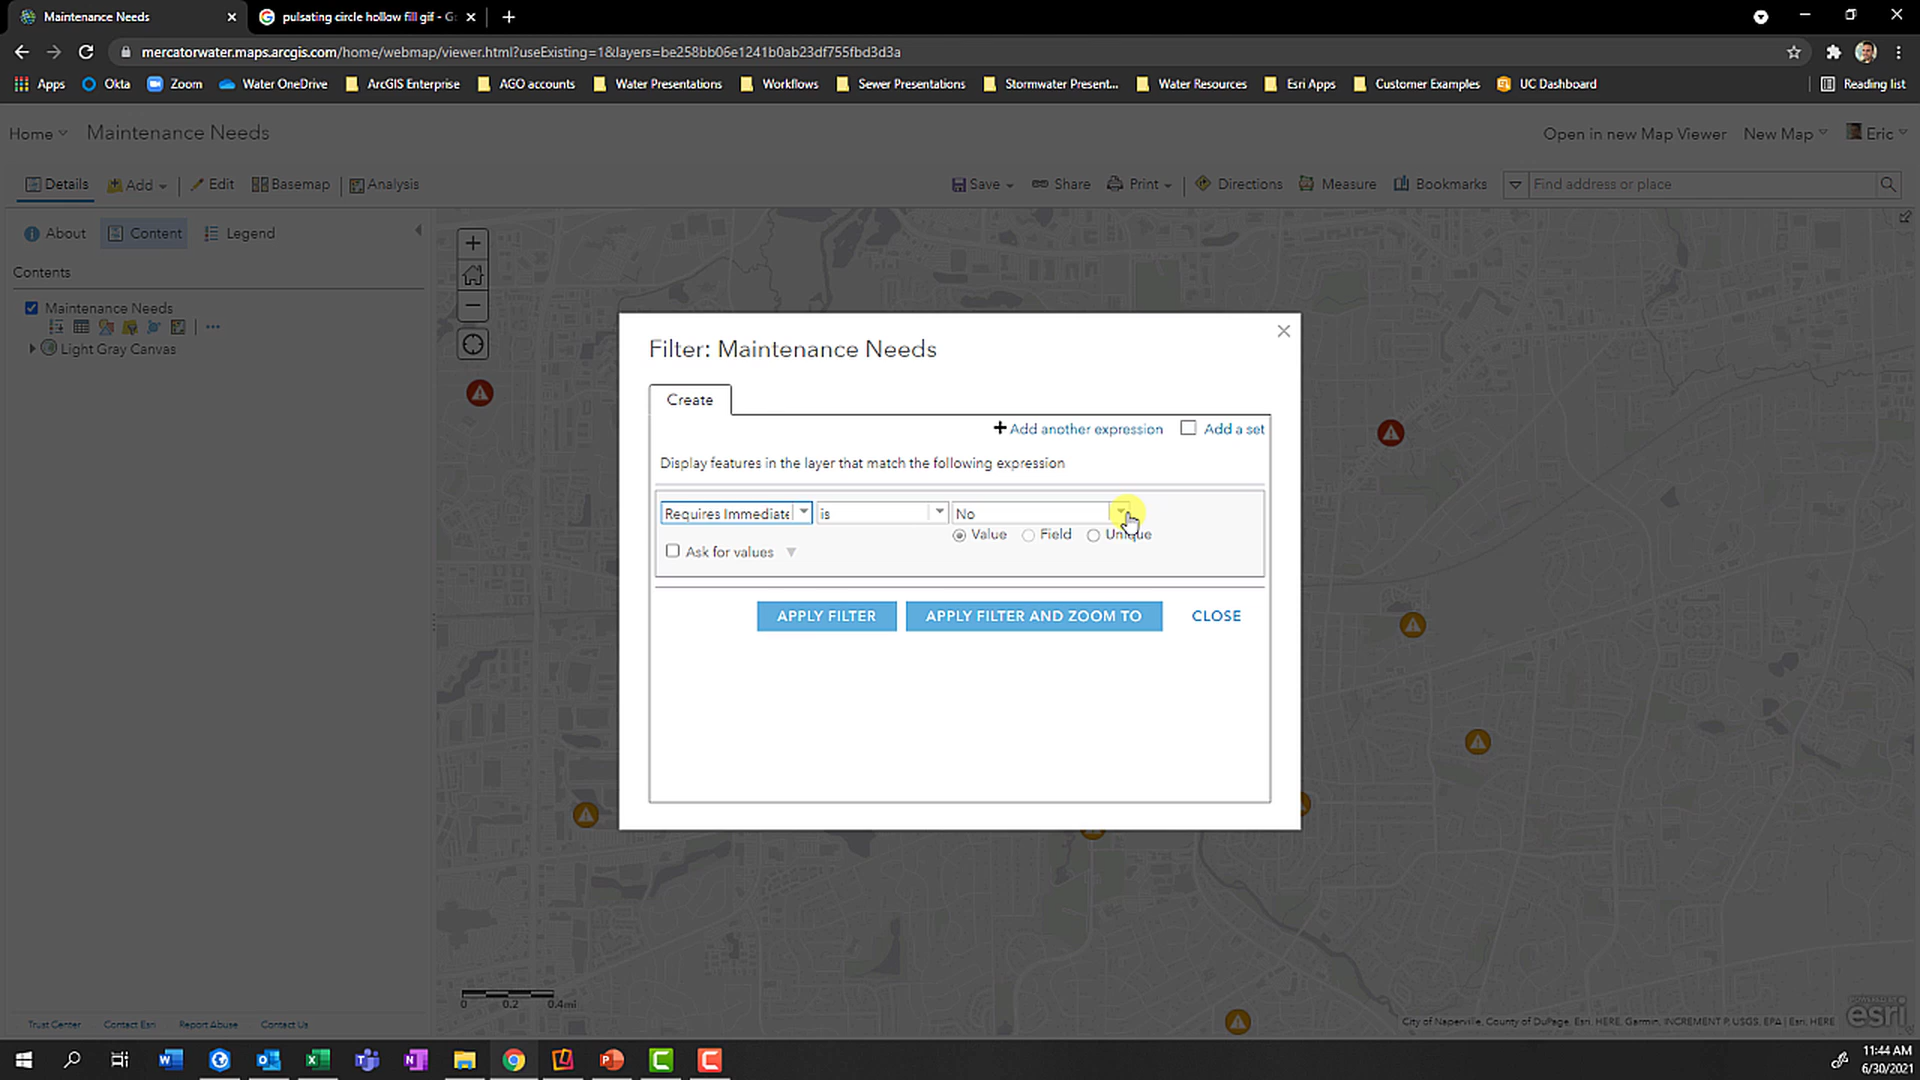 Maintenance Needs
pulsating circle hollow fill gif - G
mercatorwater.maps.arcgis.com/home/webmap/viewer.html?useExisting=1&layers=be258bb06e1241b0ab23df755fbd3d3a
Apps Okta Zoom Water OneDrive ArcGIS Enterprise AGO accounts Water Presentations Workflows Sewer Presentations Stormwater Present... Water Resources Esri Apps Customer Examples UC Dashboard Reading list
Home Maintenance Needs Open in new Map Viewer New Map Eric
Details Add Edit Basemap Analysis Save Share Print Directions Measure Bookmarks Find address or place
About Content Legend
Contents
Maintenance Needs
Light Gray Canvas
Filter: Maintenance Needs
Create
Add another expression Add a set
Display features in the layer that match the following expression
Requires Immediate is No
Value Field Unique
Ask for values
APPLY FILTER APPLY FILTER AND ZOOM TO CLOSE
0 0.2 0.4mi
Trust Center Contact Esri Report Abuse Contact Us
City of Naperville, County of DuPage, Esri, HERE, Garmin, INCREMENT P, USGS, EPA | Esri, HERE
POWERED BY
esri
11:44 AM
6/30/2021